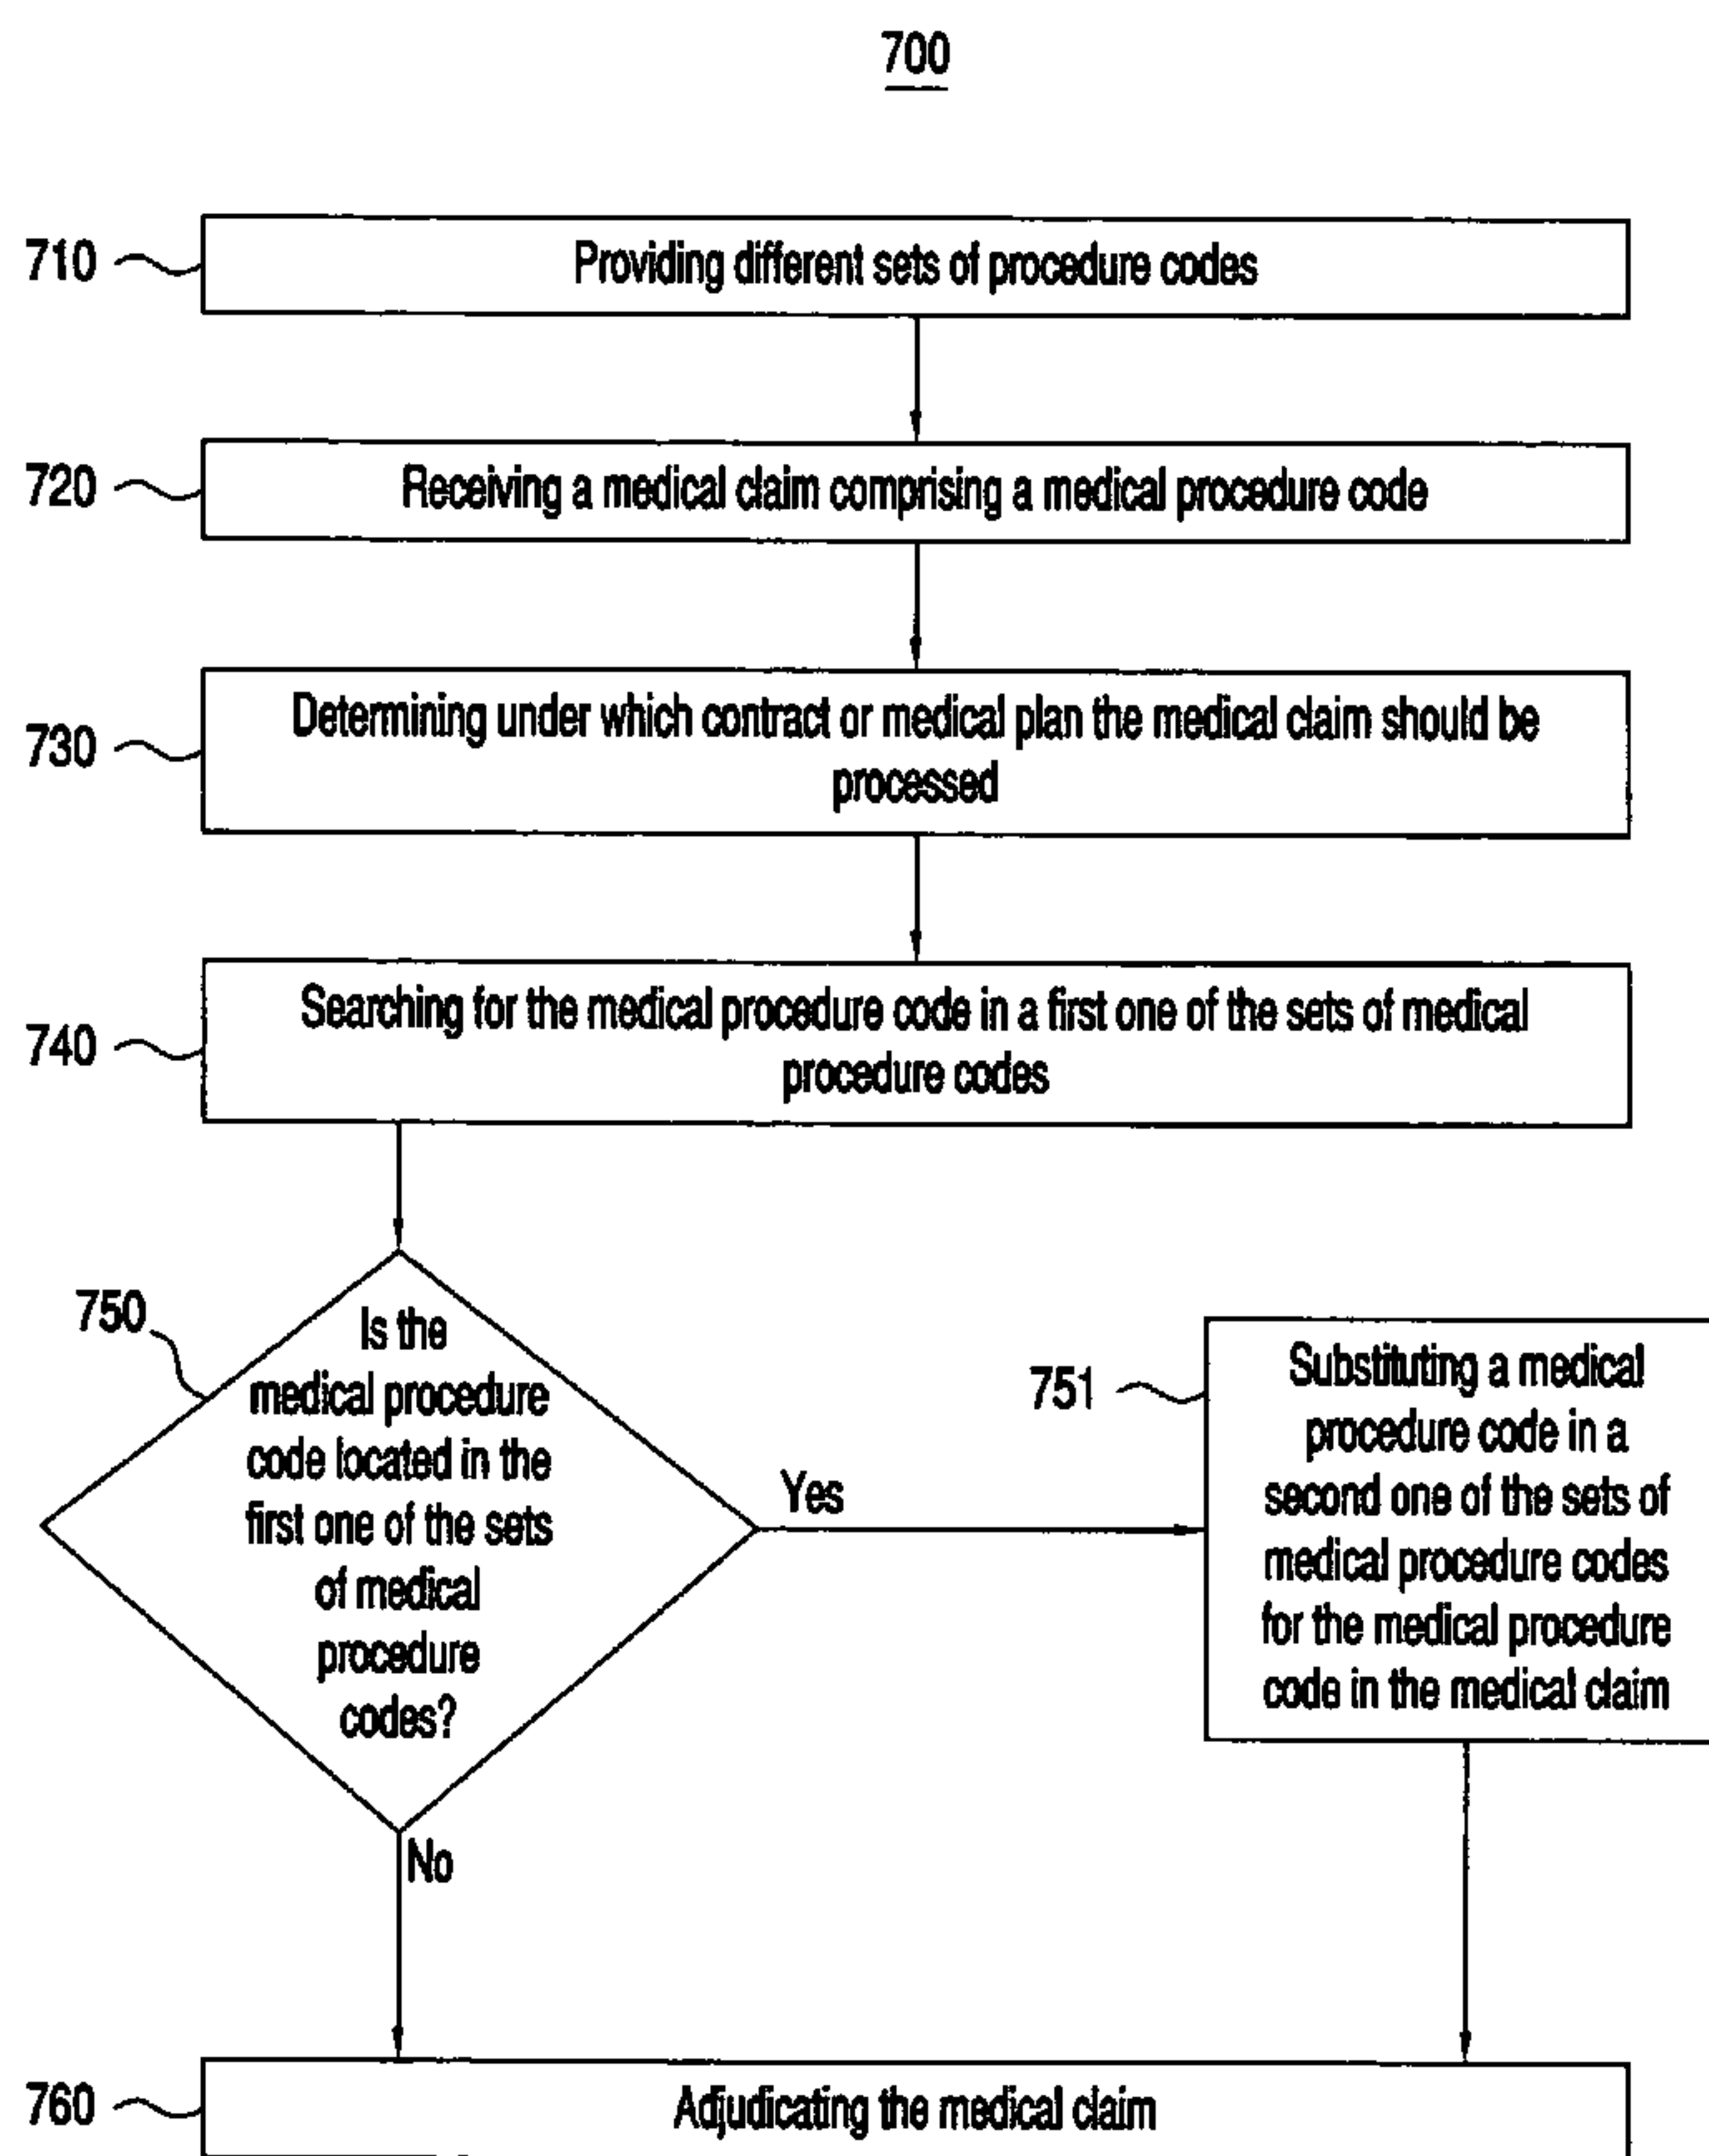 700
710
Providing different sets of procedure codes
720
Receiving a medical claim comprising a medical procedure code
730
Determining under which contract or medical plan the medical claim should be
processed
740
Searching for the medical procedure code in a first one of the sets of medical
procedure codes
750
Is the
medical procedure
code located in the
first one of the sets
of medical
procedure
codes?
Yes
No
751
Substituting a medical
procedure code in a
second one of the sets of
medical procedure codes
for the medical procedure
code in the medical claim
760
Adjudicating the medical claim